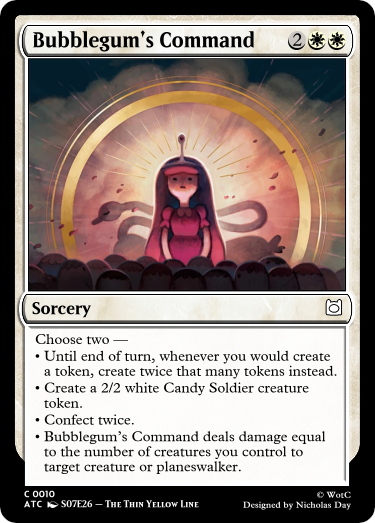 Bubblegum's Command 2
Sorcery
Choose two —
• Until end of turn, whenever you would create
a token, create twice that many tokens instead.
• Create a 2/2 white Candy Soldier creature
token.
• Confect twice.
• Bubblegum's Command deals damage equal
to the number of creatures you control to
target creature or planeswalker.
C 0010 © WotC
ATC S07E26 – The Thin Yellow Line Designed by Nicholas Day